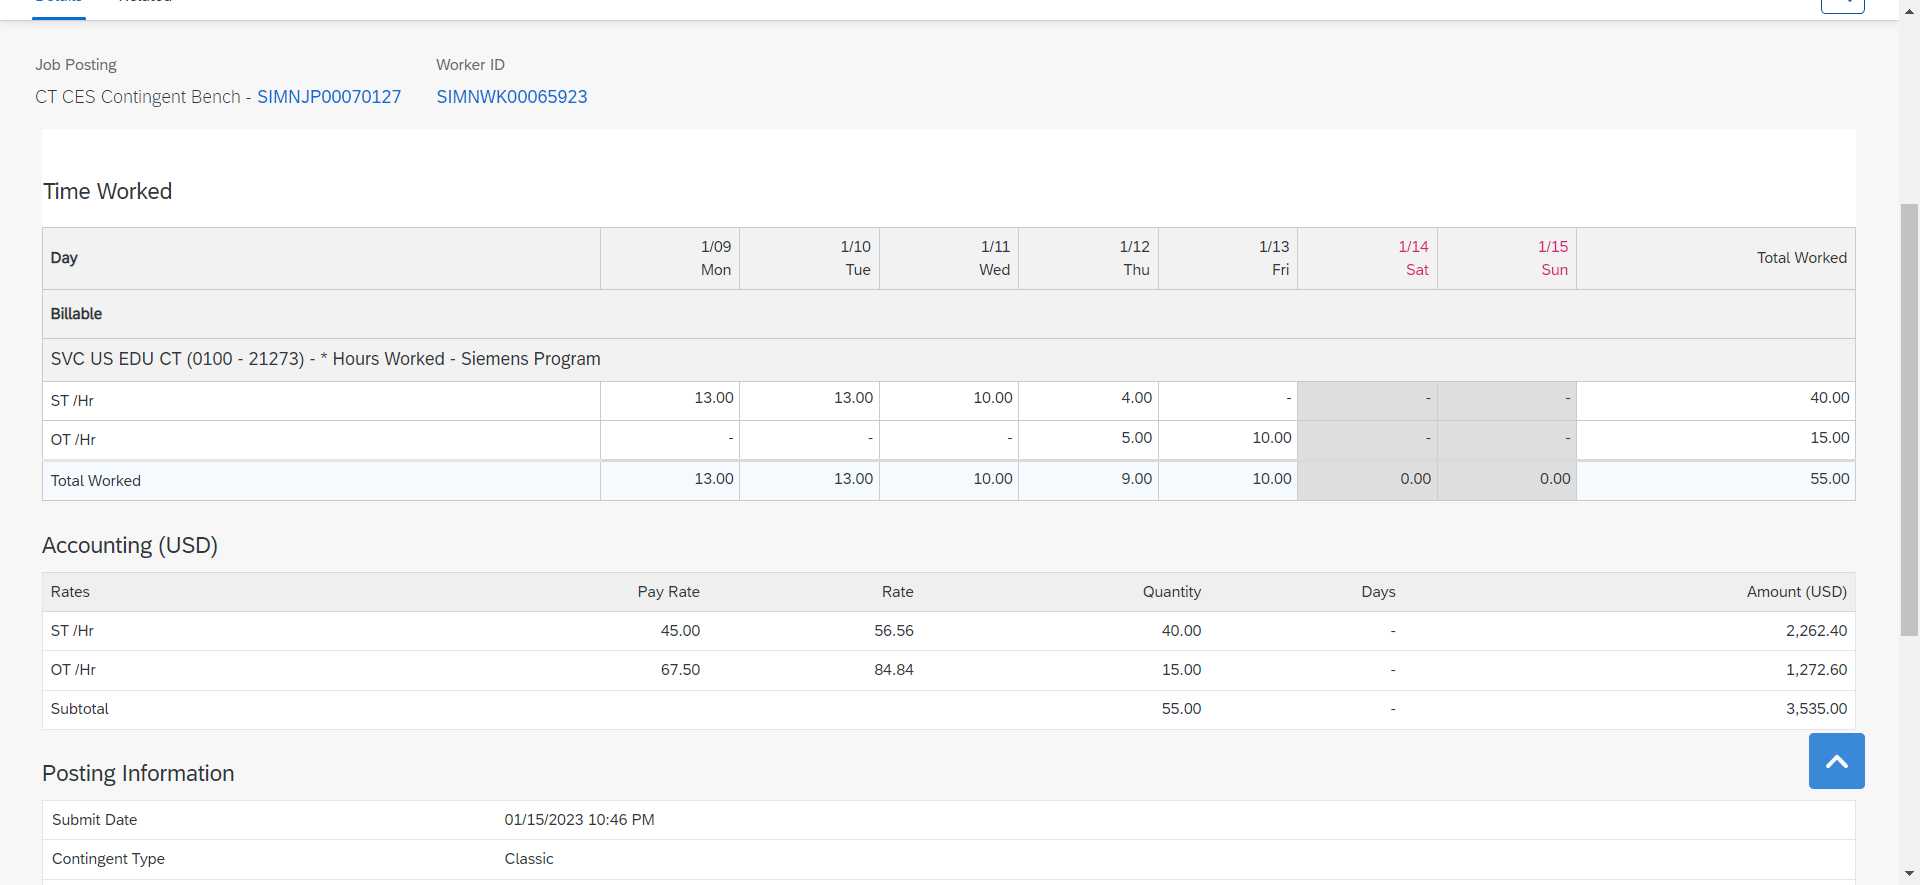 Details Related
Job Posting Worker ID
CT CES Contingent Bench - SIMNJP00070127 SIMNWK00065923
Time Worked
Day 1/09 Mon 1/10 Tue 1/11 Wed 1/12 Thu 1/13 Fri 1/14 Sat 1/15 Sun Total Worked
Billable
SVC US EDU CT (0100 - 21273) - * Hours Worked - Siemens Program
ST /Hr 13.00 13.00 10.00 4.00 - - - 40.00
OT /Hr - - - 5.00 10.00 - - 15.00
Total Worked 13.00 13.00 10.00 9.00 10.00 0.00 0.00 55.00
Accounting (USD)
Rates Pay Rate Rate Quantity Days Amount (USD)
ST /Hr 45.00 56.56 40.00 - 2,262.40
OT /Hr 67.50 84.84 15.00 - 1,272.60
Subtotal 55.00 - 3,535.00
Posting Information
Submit Date 01/15/2023 10:46 PM
Contingent Type Classic